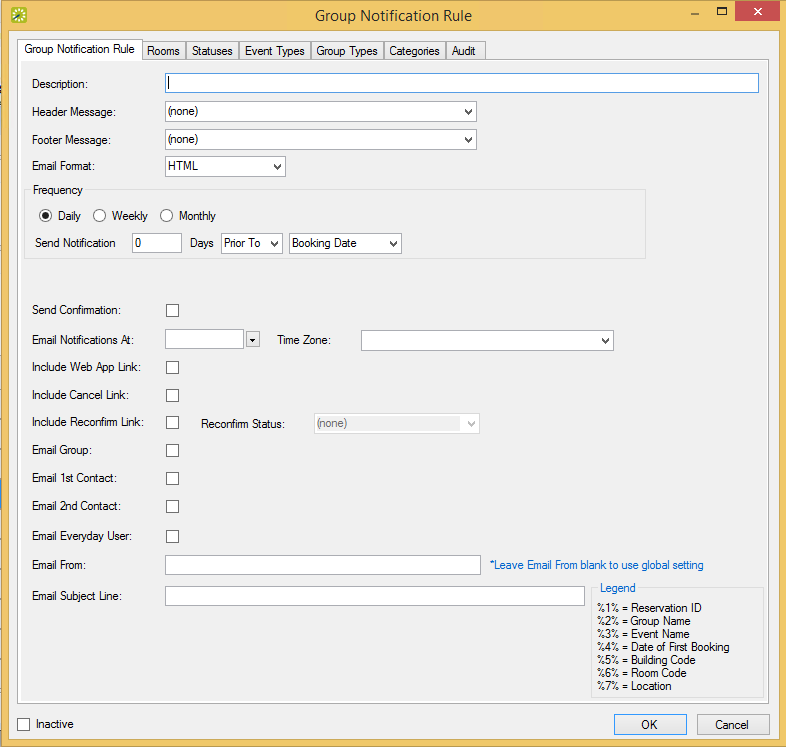 Group Notification Rule
Group Notification Rule Rooms Statuses Event Types Group Types Categories Audit
Description:
Header Message: (none)
Footer Message: (none)
Email Format: HTML
Frequency
Daily Weekly Monthly
Send Notification 0 Days Prior To Booking Date
Send Confirmation:
Email Notifications At: Time Zone:
Include Web App Link:
Include Cancel Link:
Include Reconfirm Link: Reconfirm Status: (none)
Email Group:
Email 1st Contact:
Email 2nd Contact:
Email Everyday User:
Email From: *Leave Email From blank to use global setting
Email Subject Line:
Legend
%1% = Reservation ID
%2% = Group Name
%3% = Event Name
%4% = Date of First Booking
%5% = Building Code
%6% = Room Code
%7% = Location
Inactive OK Cancel